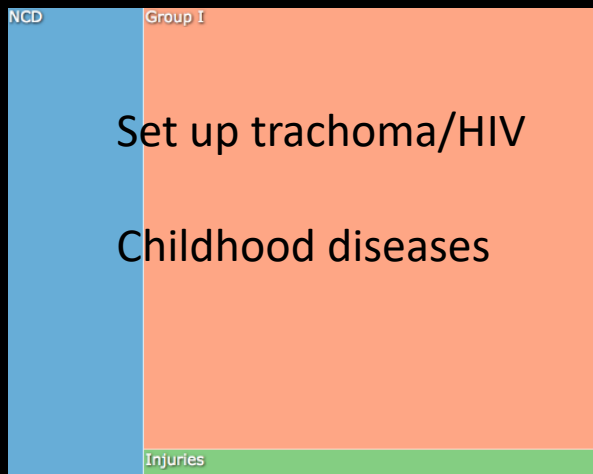 NCD
Group I
Set up trachoma/HIV
Childhood diseases
Injuries